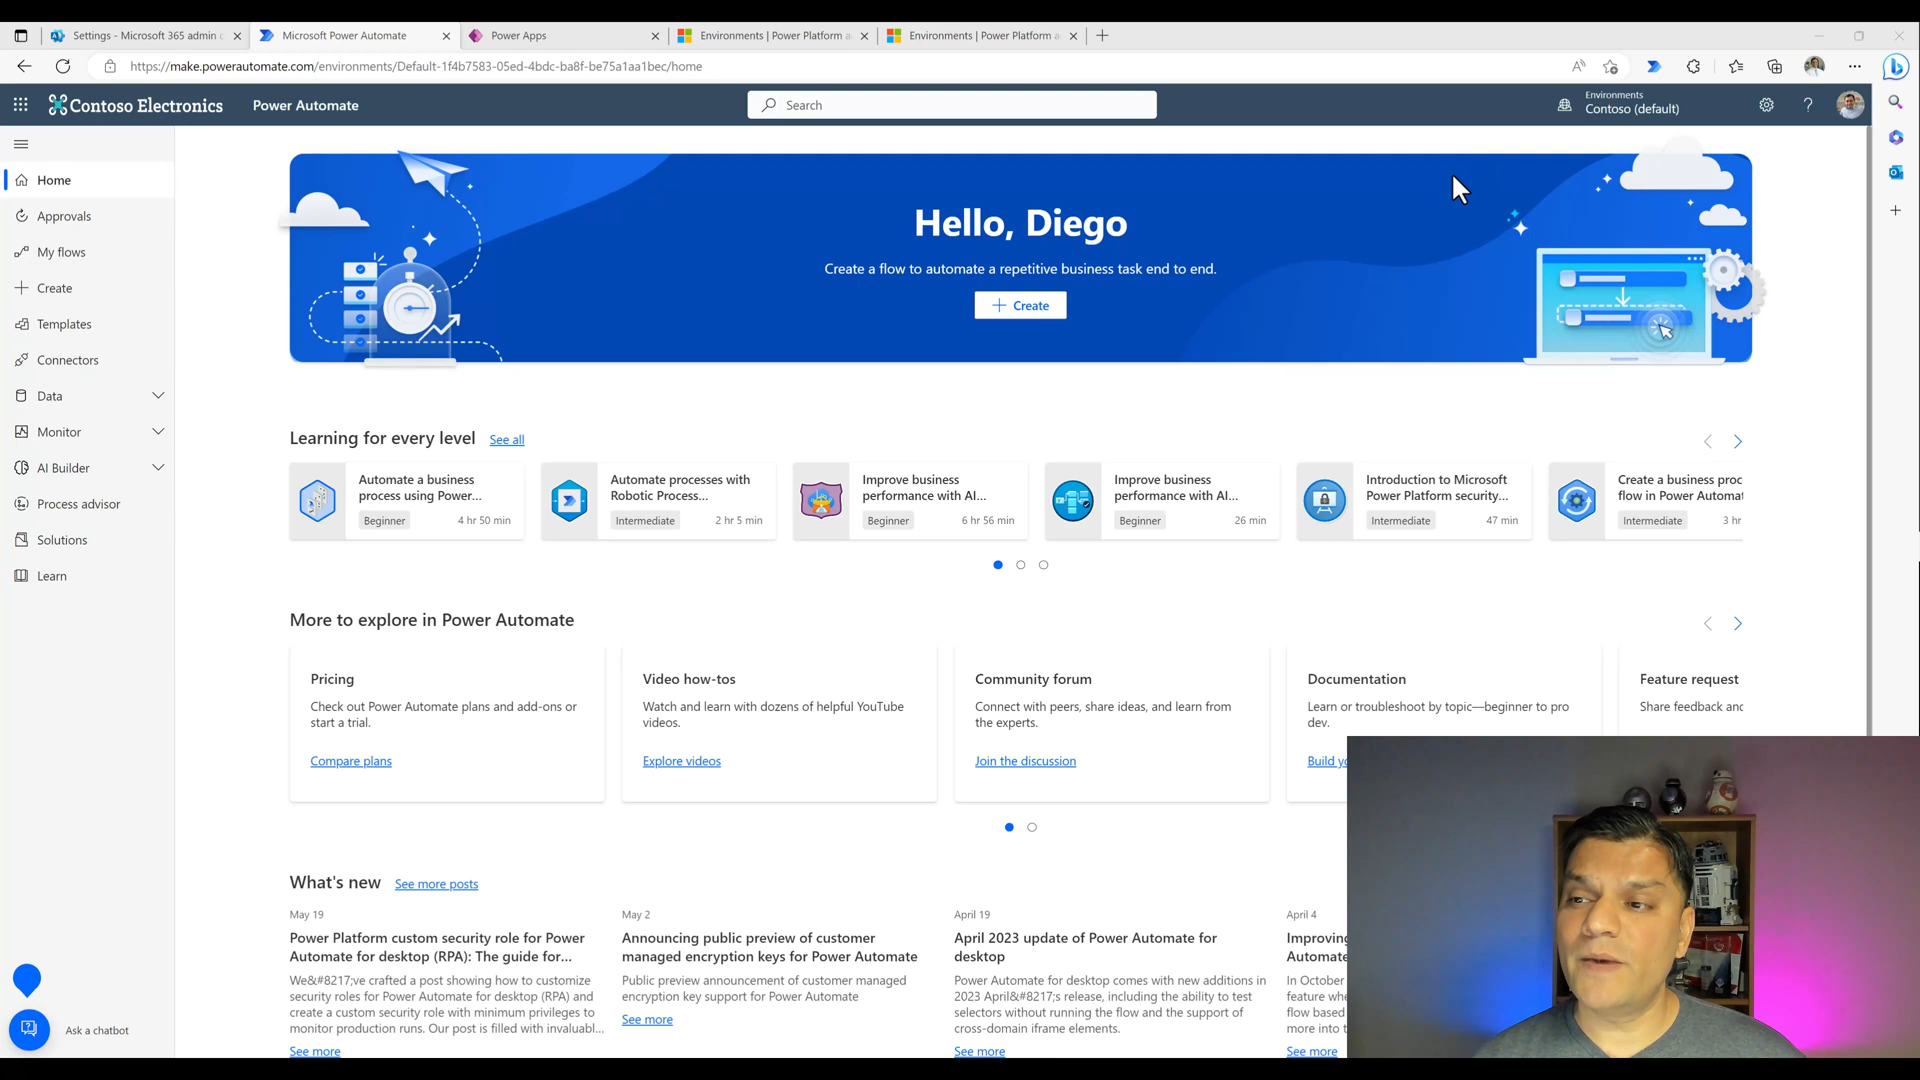 Settings - Microsoft 365 admin c
Microsoft Power Automate
Power Apps
Environments | Power Platform a
Environments | Power Platform a
https://make.powerautomate.com/environments/Default-1f4b7583-05ed-4bdc-ba8f-be75a1aa1bec/home
Contoso Electronics
Power Automate
Search
Environments
Contoso (default)
Home
Approvals
My flows
Create
Templates
Connectors
Data
Monitor
AI Builder
Process advisor
Solutions
Learn
Ask a chatbot
Hello, Diego
Create a flow to automate a repetitive business task end to end.
Create
Learning for every level
See all
Automate a business
process using Power...
Beginner
4 hr 50 min
Automate processes with
Robotic Process...
Intermediate
2 hr 5 min
Improve business
performance with AI...
Beginner
6 hr 56 min
Improve business
performance with AI...
Beginner
26 min
Introduction to Microsoft
Power Platform security...
Intermediate
47 min
Create a business proc
flow in Power Automat
Intermediate
3 hr
More to explore in Power Automate
Pricing
Check out Power Automate plans and add-ons or
start a trial.
Compare plans
Video how-tos
Watch and learn with dozens of helpful YouTube
videos.
Explore videos
Community forum
Connect with peers, share ideas, and learn from
the experts.
Join the discussion
Documentation
Learn or troubleshoot by topic—beginner to pro
dev.
Build yo
Feature request
Share feedback and
What's new
See more posts
May 19
Power Platform custom security role for Power
Automate for desktop (RPA): The guide for...
We&#8217;ve crafted a post showing how to customize
security roles for Power Automate for desktop (RPA) and
create a custom security role with minimum privileges to
monitor production runs. Our post is filled with invaluabl...
See more
May 2
Announcing public preview of customer
managed encryption keys for Power Automate
Public preview announcement of customer managed
encryption key support for Power Automate
See more
April 19
April 2023 update of Power Automate for
desktop
Power Automate for desktop comes with new additions in
2023 April&#8217;s release, including the ability to test
selectors without running the flow and the support of
cross-domain iframe elements.
See more
April 4
Improving
Automate
In October
feature whe
flow based
more into t
See more